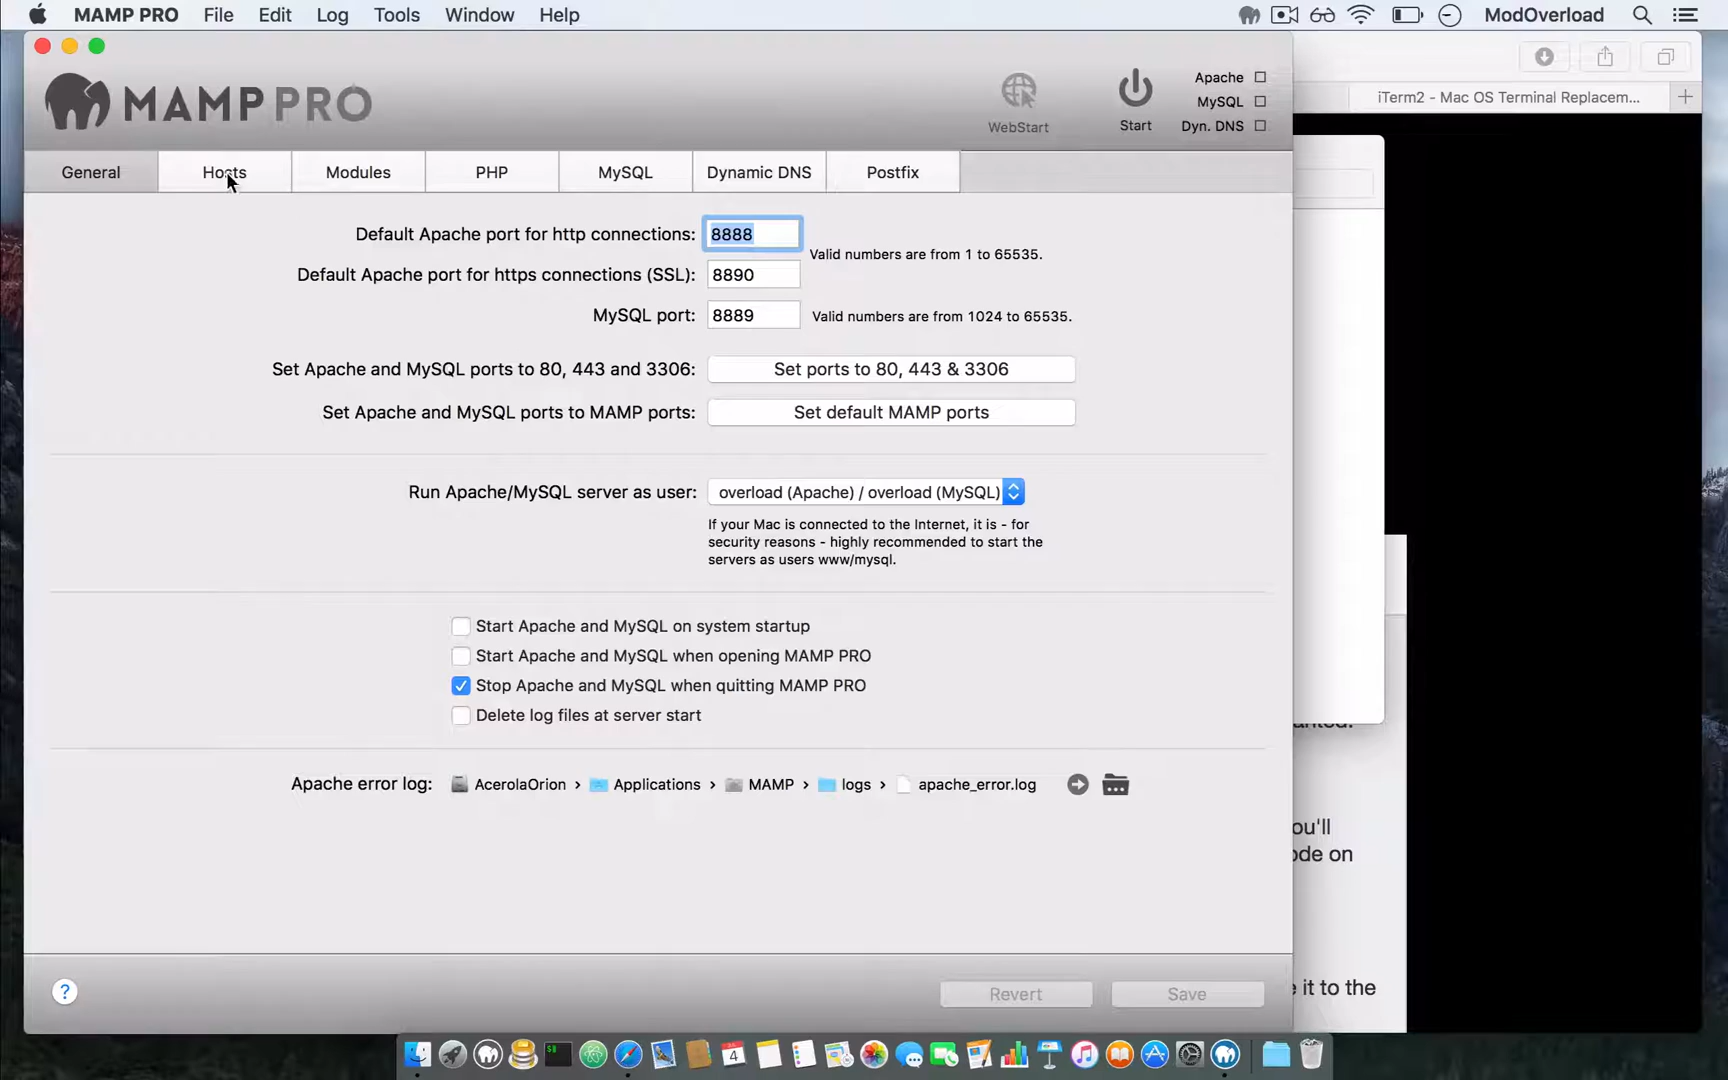 MAMP PRO File Edit Log Tools Window Help ModOverload
MAMP PRO
WebStart
Start
Apache
MySQL
Dyn. DNS
iTerm2 - Mac OS Terminal Replacem...
General Hosts Modules PHP MySQL Dynamic DNS Postfix
Default Apache port for http connections: 8888
Valid numbers are from 1 to 65535.
Default Apache port for https connections (SSL): 8890
MySQL port: 8889 Valid numbers are from 1024 to 65535.
Set Apache and MySQL ports to 80, 443 and 3306: Set ports to 80, 443 & 3306
Set Apache and MySQL ports to MAMP ports: Set default MAMP ports
Run Apache/MySQL server as user: overload (Apache) / overload (MySQL)
If your Mac is connected to the Internet, it is - for
security reasons - highly recommended to start the
servers as users www/mysql.
Start Apache and MySQL on system startup
Start Apache and MySQL when opening MAMP PRO
Stop Apache and MySQL when quitting MAMP PRO
Delete log files at server start
Apache error log: AcerolaOrion › Applications › MAMP › logs › apache_error.log
ou'll
ode on
e it to the
? Revert Save
4